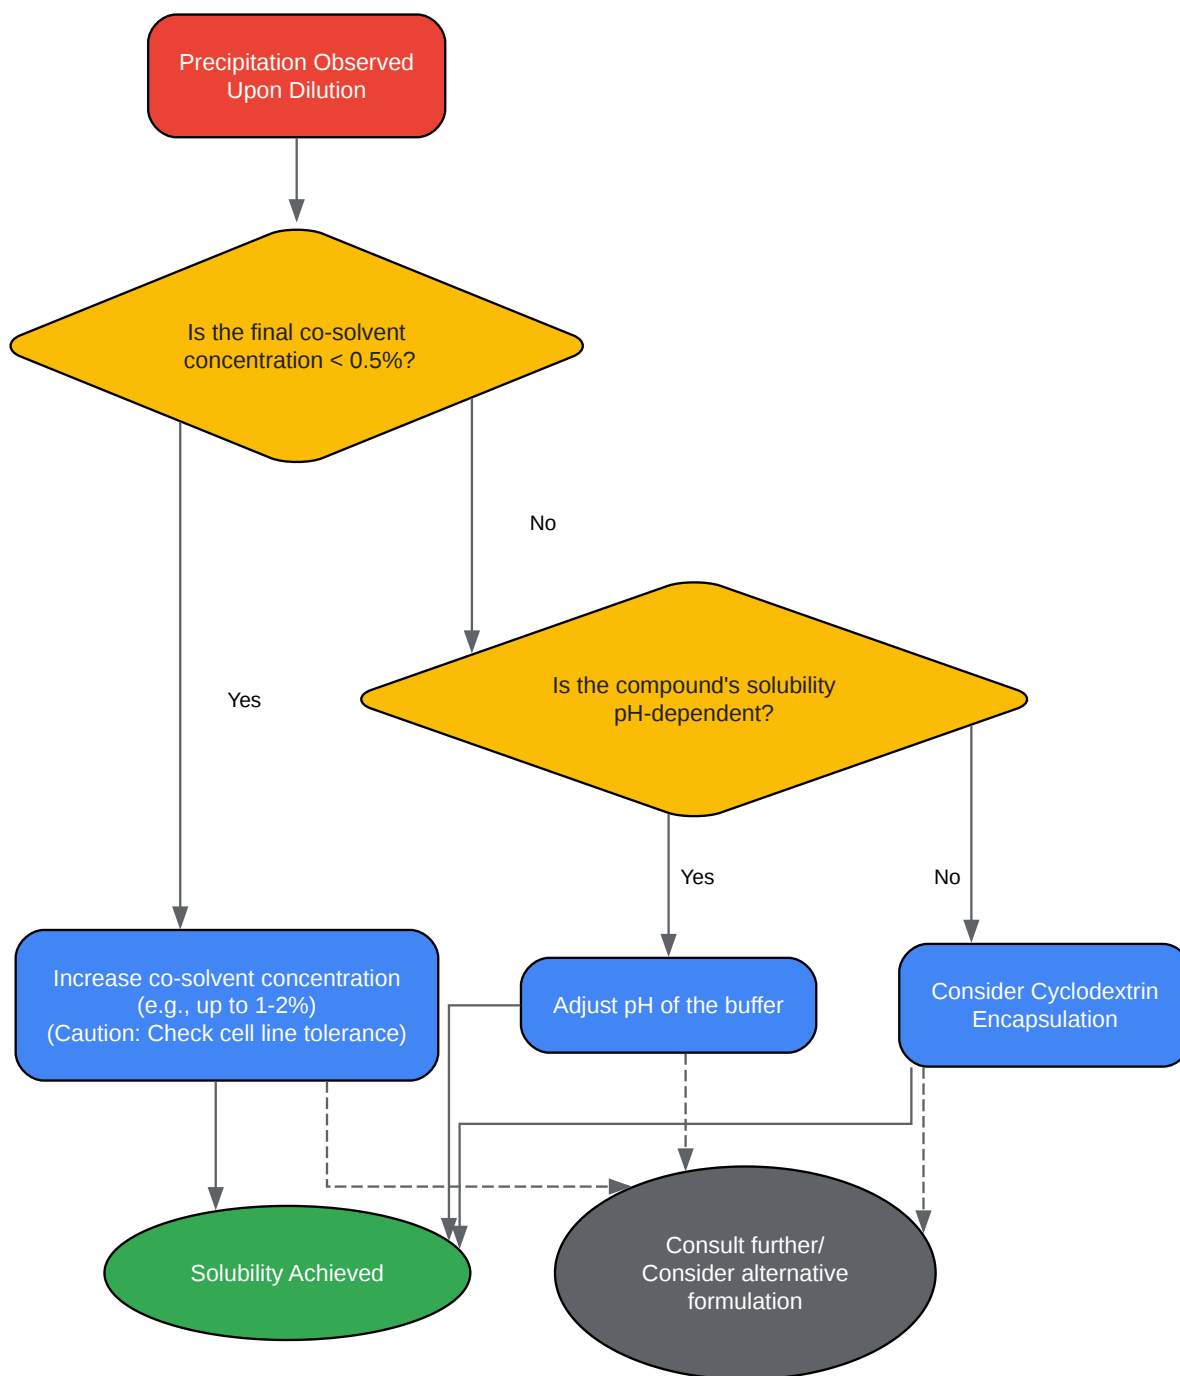 Precipitation Observed
Upon Dilution
Is the final co-solvent
concentration < 0.5%?
No
Is the compound's solubility
pH-dependent?
Yes
Yes
No
Increase co-solvent concentration
(e.g., up to 1-2%)
(Caution: Check cell line tolerance)
Adjust pH of the buffer
Consider Cyclodextrin
Encapsulation
Solubility Achieved
Consult further/
Consider alternative
formulation